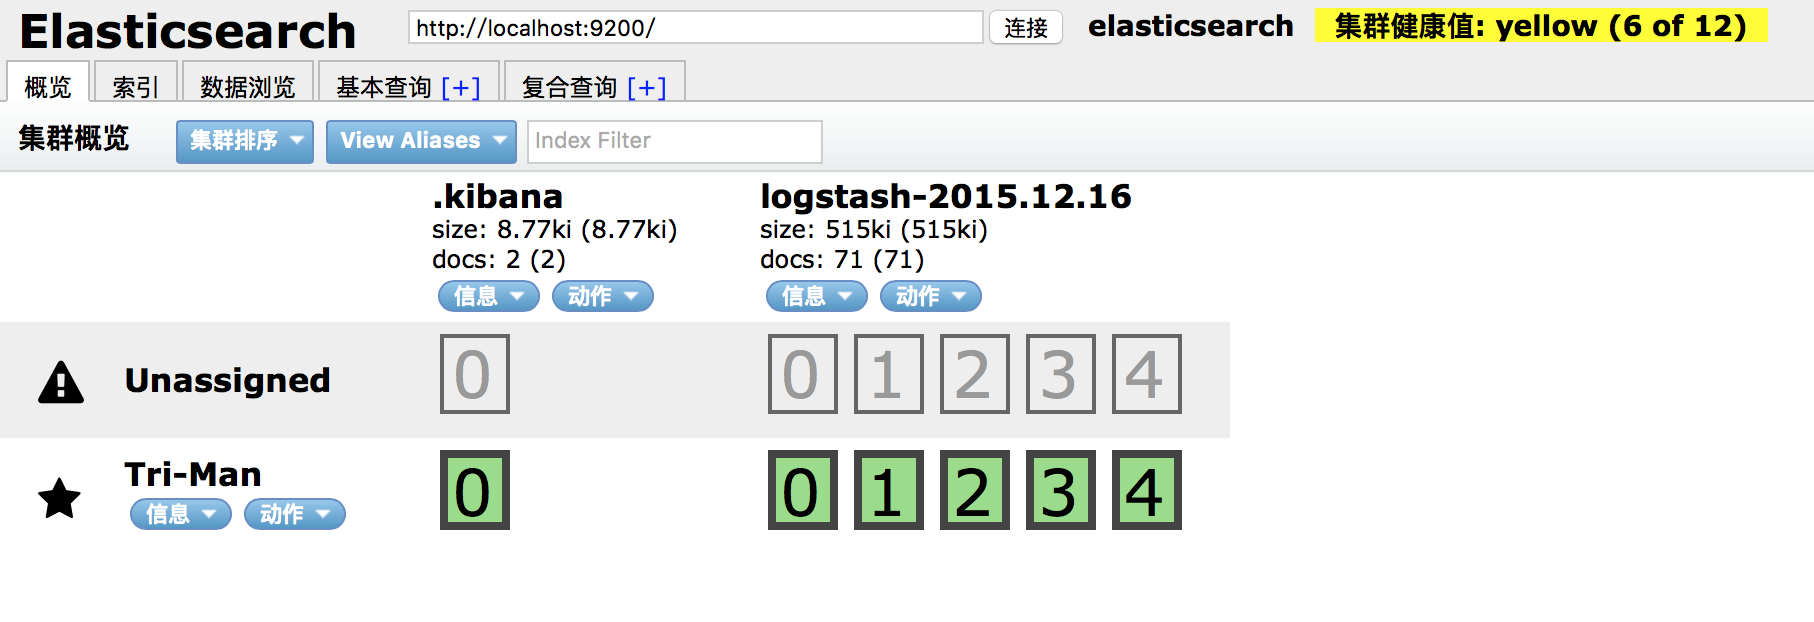 Elasticsearch
http://localhost:9200/
连接
elasticsearch
集群健康值: yellow (6 of 12)
概览
索引
数据浏览
基本查询 [+]
复合查询 [+]
集群概览
集群排序
View Aliases
Index Filter
.kibana
size: 8.77ki (8.77ki)
docs: 2 (2)
信息
动作
logstash-2015.12.16
size: 515ki (515ki)
docs: 71 (71)
信息
动作
Unassigned
0
0 1 2 3 4
Tri-Man
信息
动作
0
0 1 2 3 4